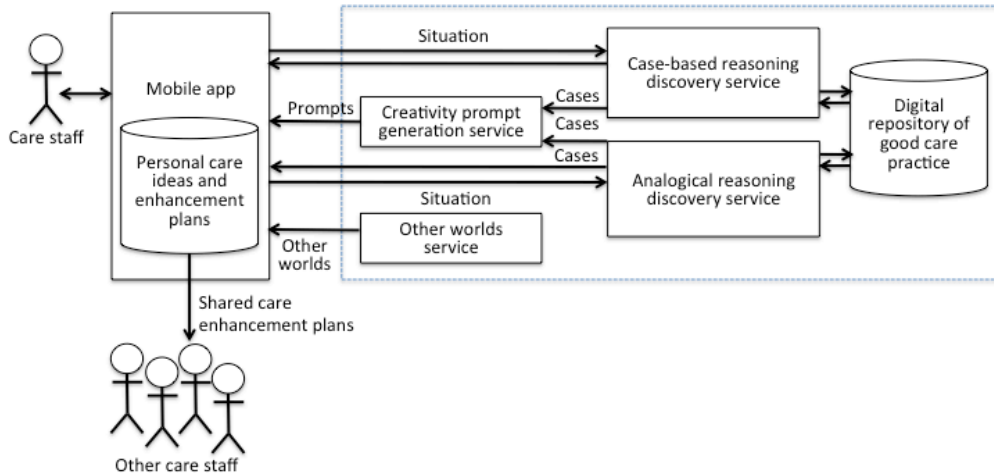 Situation
Case-based reasoning
discovery service
Mobile app
Care staff
Prompts
Creativity prompt
generation service
Cases
Cases
Cases
Digital
repository of
good care
practice
Personal care
ideas and
enhancement
plans
Analogical reasoning
discovery service
Situation
Other worlds
service
Other
worlds
Shared care
enhancement plans
Other care staff